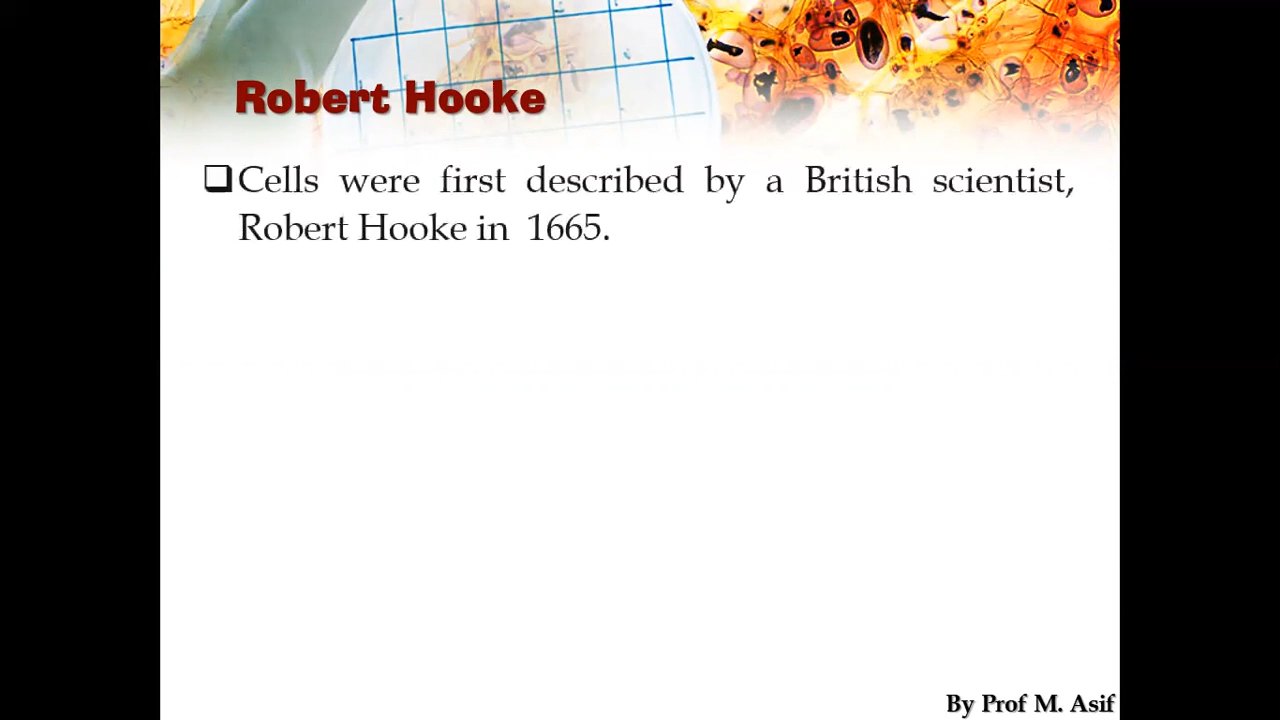 Robert Hooke
❑Cells were first described by a British scientist,
Robert Hooke in 1665.
By Prof M. Asif